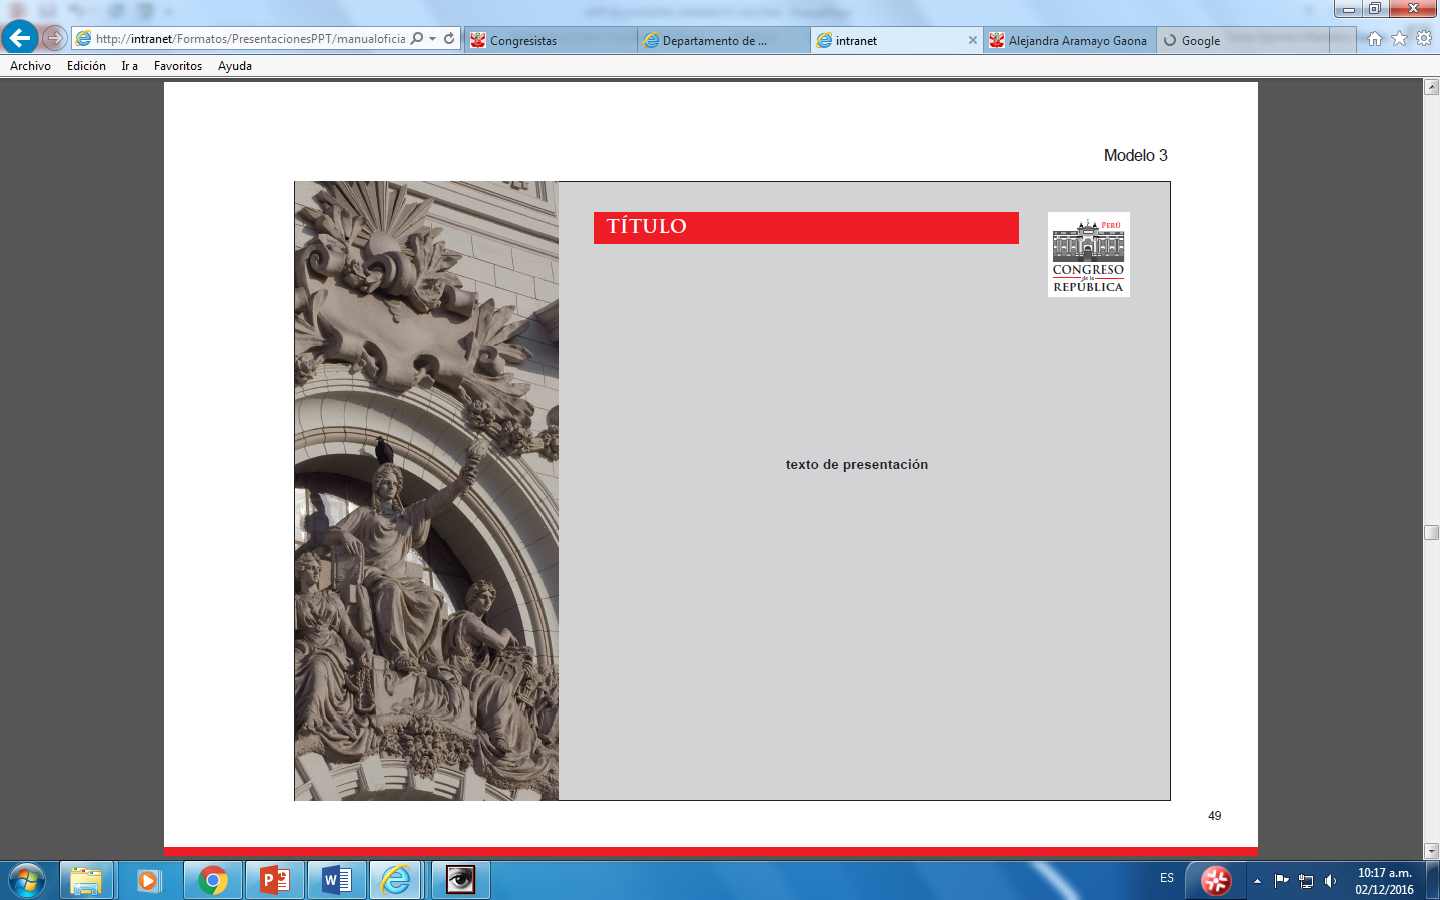 http://intranet/Formatos/PresentacionesPPT/manualoficia
Congresistas
Departamento de ...
intranet
Alejandra Aramayo Gaona
Google
Archivo Edición Ir a Favoritos Ayuda
Modelo 3
TÍTULO
PERÚ
CONGRESO
de la
REPÚBLICA
texto de presentación
49
ES
10:17 a.m.
02/12/2016